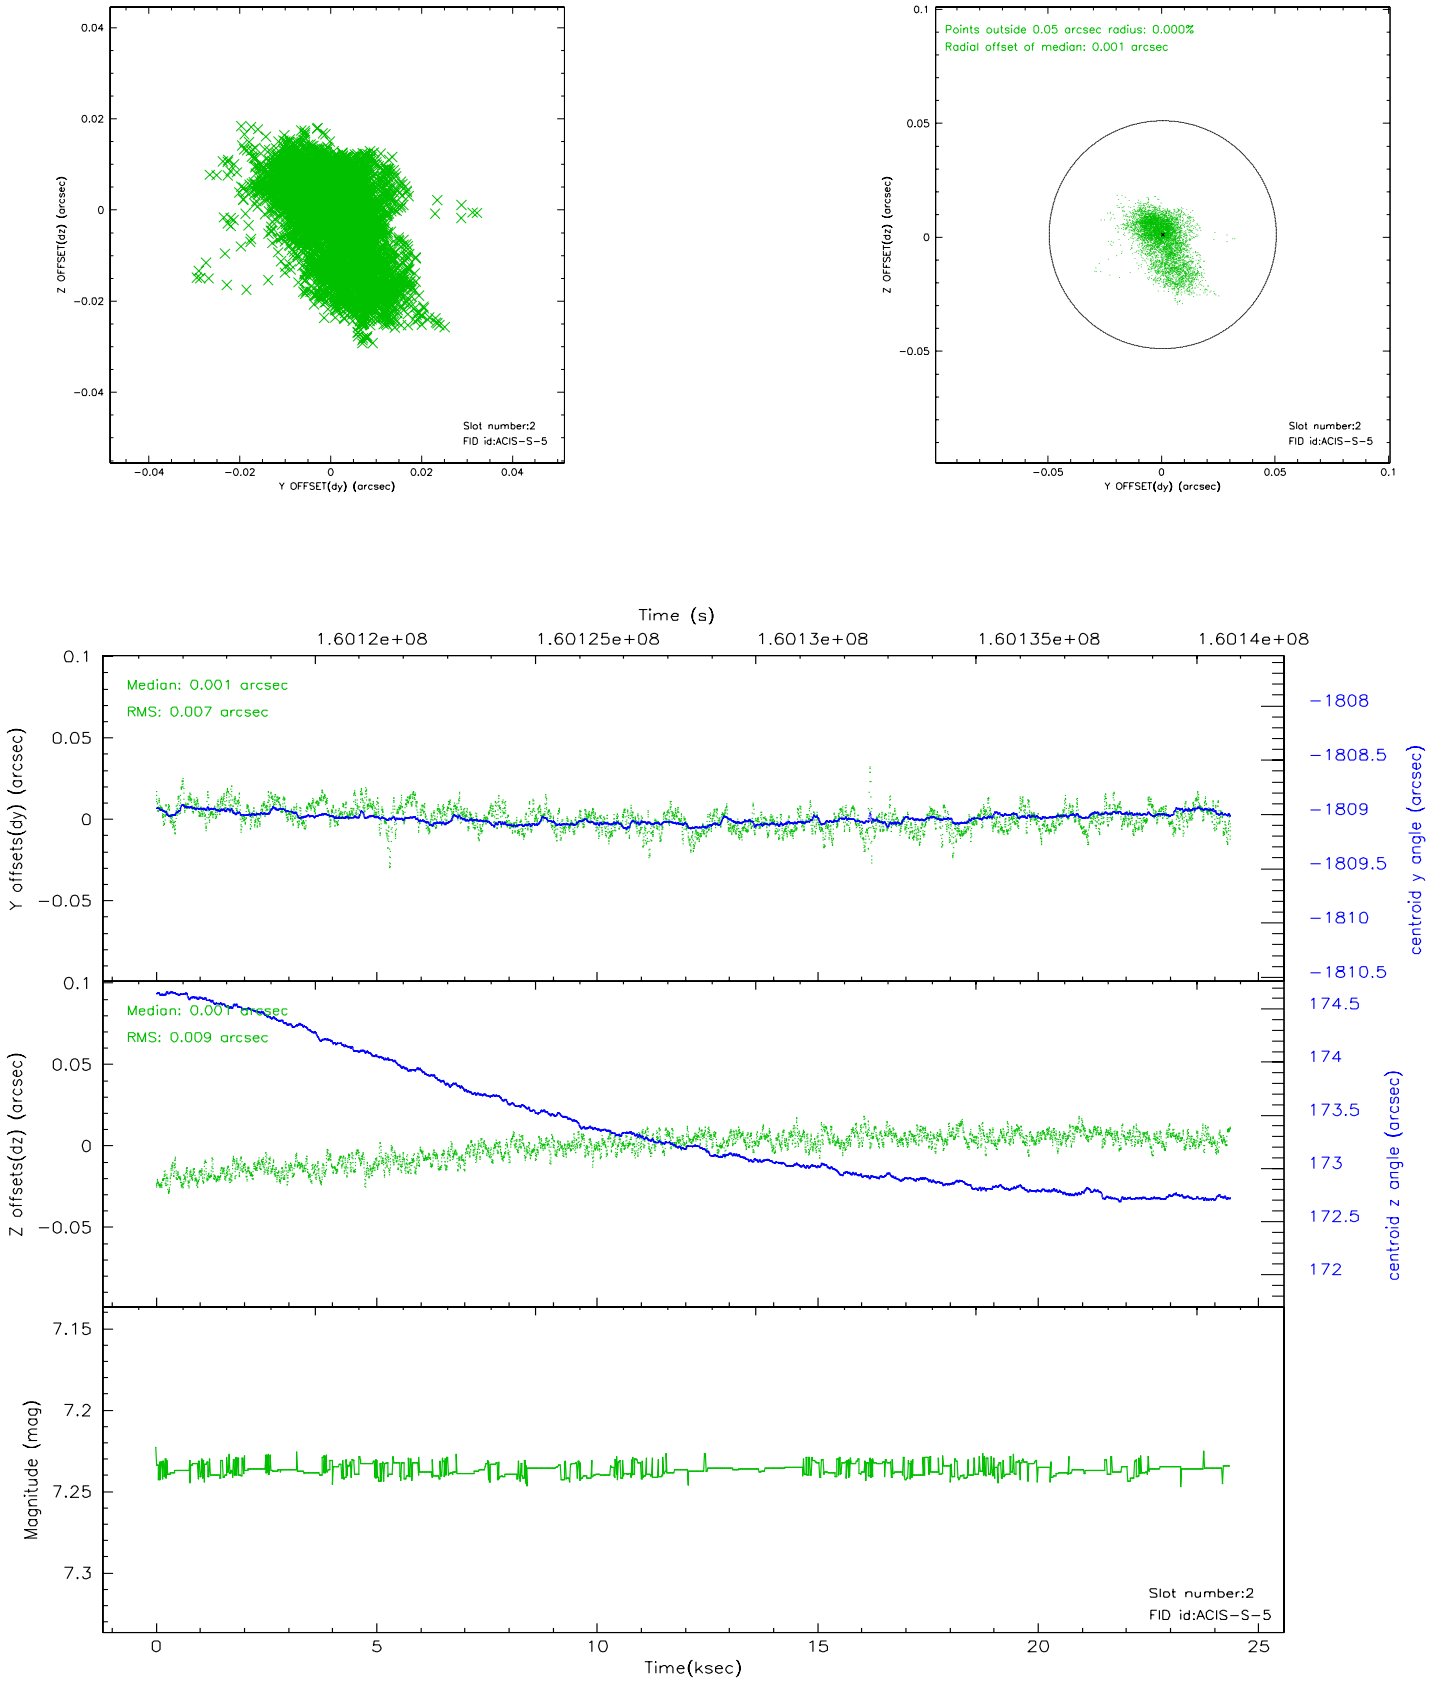 0.04
0.02
0
−0.02
−0.04
Z OFFSET(dz) (arcsec)
Slot number:2
FID id:ACIS−S−5
−0.04 −0.02 0 0.02 0.04
Y OFFSET(dy) (arcsec)
0.1
0.05
0
−0.05
Z OFFSET(dz) (arcsec)
Points outside 0.05 arcsec radius: 0.000%
Radial offset of median: 0.001 arcsec
Slot number:2
FID id:ACIS−S−5
−0.05 0 0.05 0.1
Y OFFSET(dy) (arcsec)
Time (s)
1.6012e+08 1.60125e+08 1.6013e+08 1.60135e+08 1.6014e+08
0.1
0.05
0
−0.05
Y offsets(dy) (arcsec)
Median: 0.001 arcsec
RMS: 0.007 arcsec
−1808
−1808.5
−1809
−1809.5
−1810
−1810.5
centroid y angle (arcsec)
0.1
0.05
0
−0.05
Z offsets(dz) (arcsec)
Median: 0.001 arcsec
RMS: 0.009 arcsec
174.5
174
173.5
173
172.5
172
centroid z angle (arcsec)
7.15
7.2
7.25
7.3
Magnitude (mag)
Slot number:2
FID id:ACIS−S−5
0 5 10 15 20 25
Time(ksec)